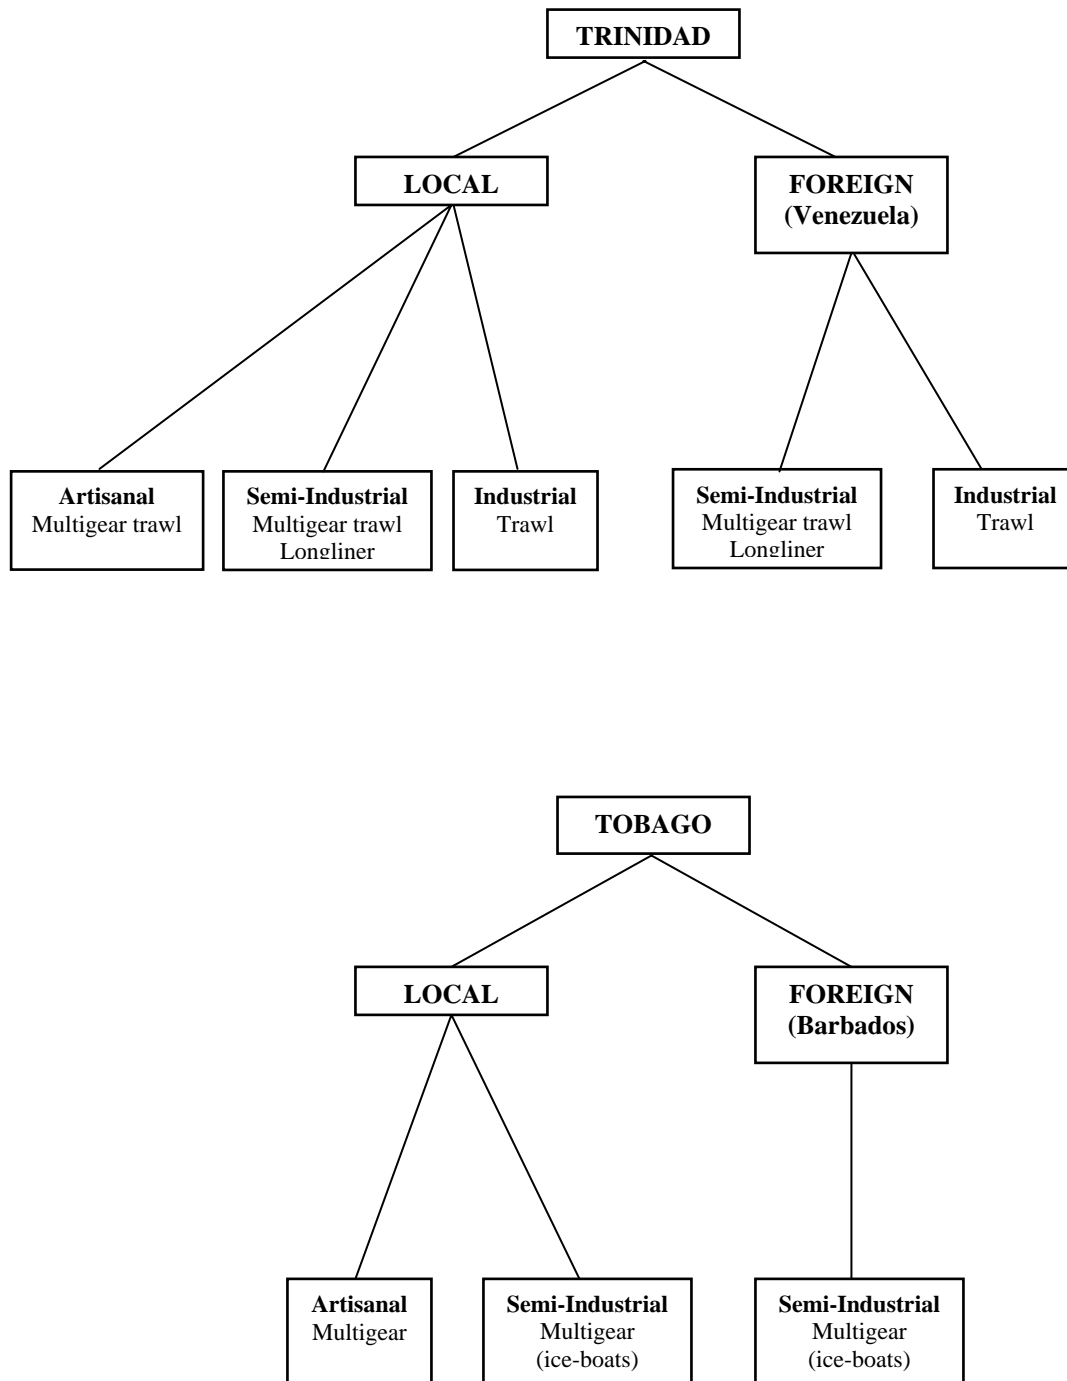 TRINIDAD
LOCAL
FOREIGN
(Venezuela)
Artisanal
Multigear trawl
Semi-Industrial
Multigear trawl
Longliner
Industrial
Trawl
Semi-Industrial
Multigear trawl
Longliner
Industrial
Trawl
TOBAGO
LOCAL
FOREIGN
(Barbados)
Artisanal
Multigear
Semi-Industrial
Multigear
(ice-boats)
Semi-Industrial
Multigear
(ice-boats)